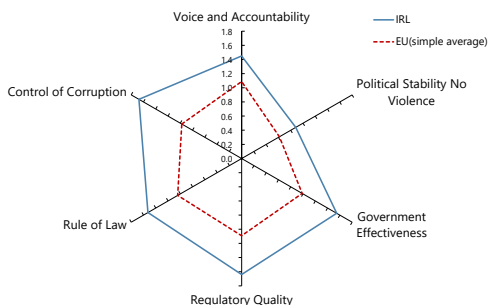 Voice and Accountability
IRL
EU(simple average)
1.8
1.6
1.4
1.2
1.0
0.8
0.6
0.4
0.2
0.0
Political Stability No
Violence
Control of Corruption
Government
Effectiveness
Rule of Law
Regulatory Quality